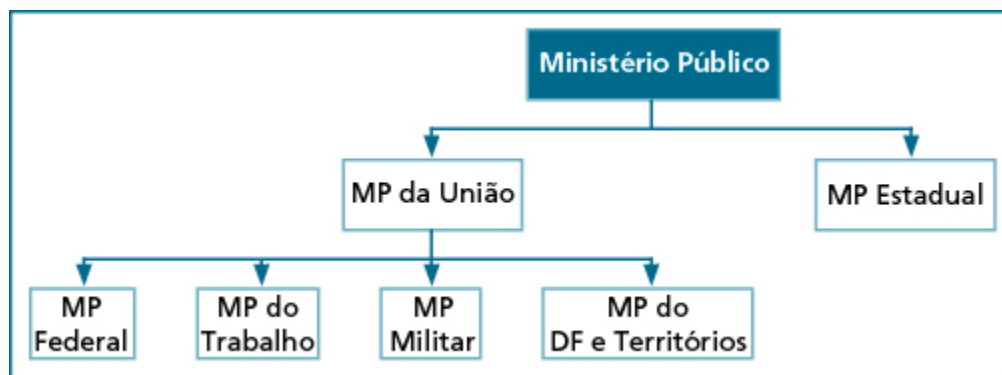 Ministério Público
MP da União
MP Estadual
MP
Federal
MP do
Trabalho
MP
Militar
MP do
DF e Territórios